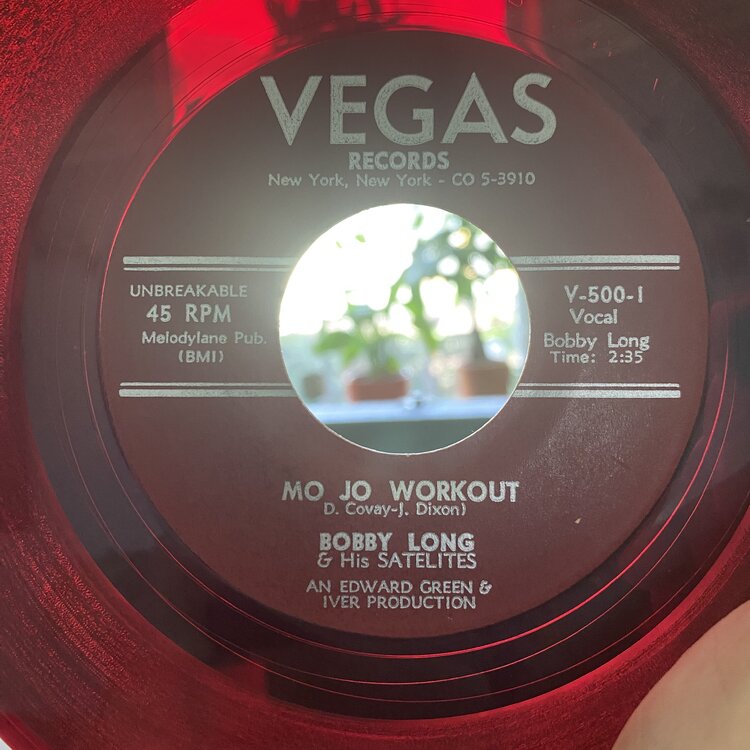 VEGAS
RECORDS
New York, New York - CO 5-3910
UNBREAKABLE
45 RPM
Melodylane Pub.
(BMI)
V-500-1
Vocal
Bobby Long
Time: 2:35
MO JO WORKOUT
D. Covay-J. Dixon)
BOBBY LONG
& His SATELITES
AN EDWARD GREEN &
IVER PRODUCTION